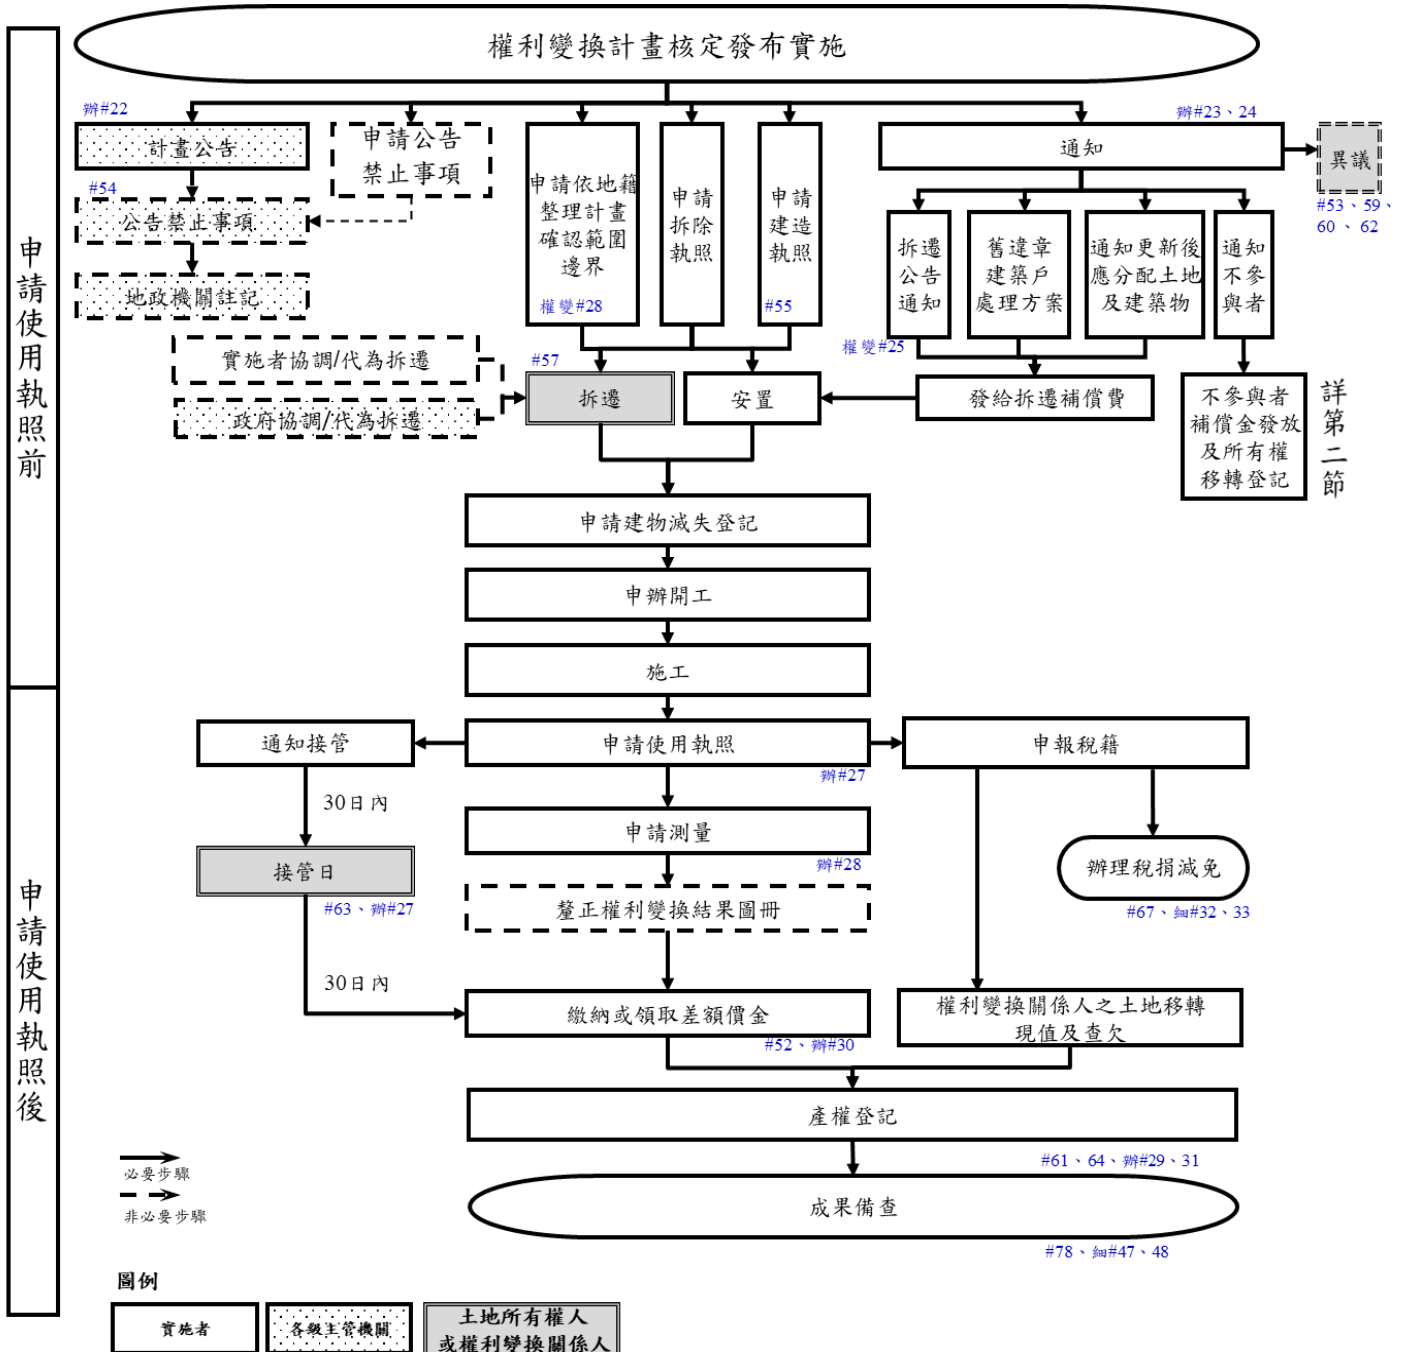 權利變換計畫核定發布實施
申請使用執照前
辦#22
計畫公告
申請公告
禁止事項
#54
公告禁止事項
地政機關註記
申請依地籍
整理計畫
確認範圍
邊界
權變#28
申請
拆除
執照
申請
建造
執照
#55
辦#23、24
通知
異議
#53、59、
60、62
拆遷
公告
通知
舊違章
建築戶
處理方案
通知更新後
應分配土地
及建築物
通知
不參
與者
權變#25
實施者協調/代為拆遷
政府協調/代為拆遷
#57
拆遷
安置
發給拆遷補償費
不參與者
補償金發放
及所有權
移轉登記
詳第二節
申請建物滅失登記
申辦開工
施工
申請使用執照後
通知接管
申請使用執照
申報稅籍
辦#27
30日內
申請測量
辦#28
接管日
#63、辦#27
辦理稅捐減免
#67、細#32、33
釐正權利變換結果圖冊
30日內
繳納或領取差額價金
#52、辦#30
權利變換關係人之土地移轉
現值及查欠
產權登記
#61、64、辦#29、31
成果備查
#78、細#47、48
必要步驟
非必要步驟
圖例
實施者
各級主管機關
土地所有權人
或權利變換關係人